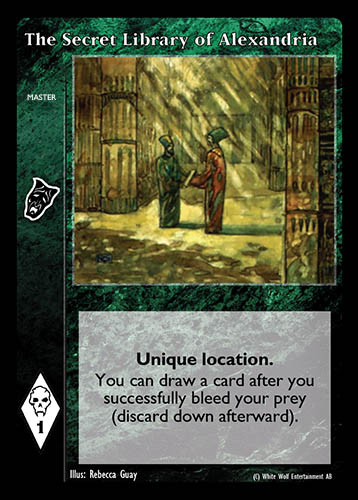 The Secret Library of Alexandria
MASTER
Unique location.
You can draw a card after you
successfully bleed your prey
(discard down afterward).
1
Illus: Rebecca Guay
(C) White Wolf Entertainment AB